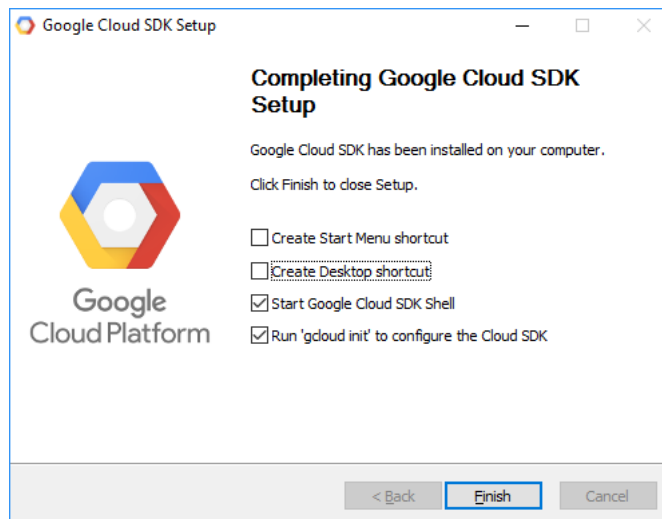 Google Cloud SDK Setup
Completing Google Cloud SDK
Setup
Google Cloud SDK has been installed on your computer.
Click Finish to close Setup.
Create Start Menu shortcut
Create Desktop shortcut
Start Google Cloud SDK Shell
Run 'gcloud init' to configure the Cloud SDK
Google
Cloud Platform
< Back
Finish
Cancel